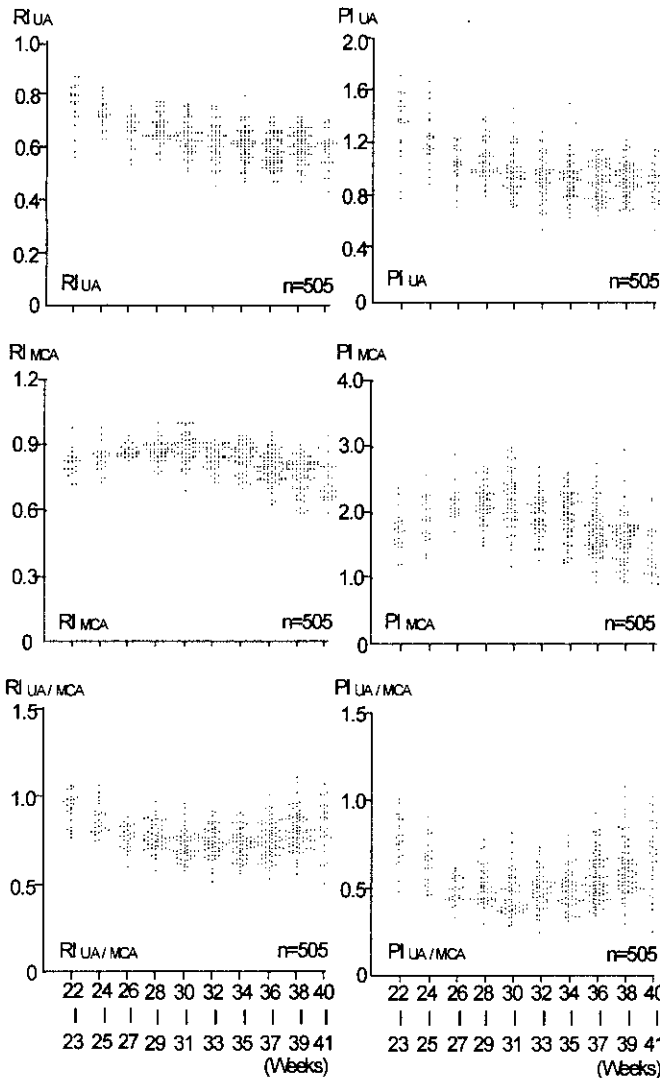 RI UA
1.0
0.8
0.6
0.4
0.2
0
RI UA n=505
PI UA
2.0
1.6
1.2
0.8
0.4
0
PI UA n=505
RI MCA
1.2
0.9
0.6
0.3
0
RI MCA n=505
PI MCA
4.0
3.0
2.0
1.0
0
PI MCA n=505
RI UA / MCA
1.5
1.0
0.5
0
RI UA / MCA n=505
22 24 26 28 30 32 34 36 38 40
23 25 27 29 31 33 35 37 39 41
(Weeks)
PI UA / MCA
1.5
1.0
0.5
0
PI UA / MCA n=505
22 24 26 28 30 32 34 36 38 40
23 25 27 29 31 33 35 37 39 41
(Weeks)